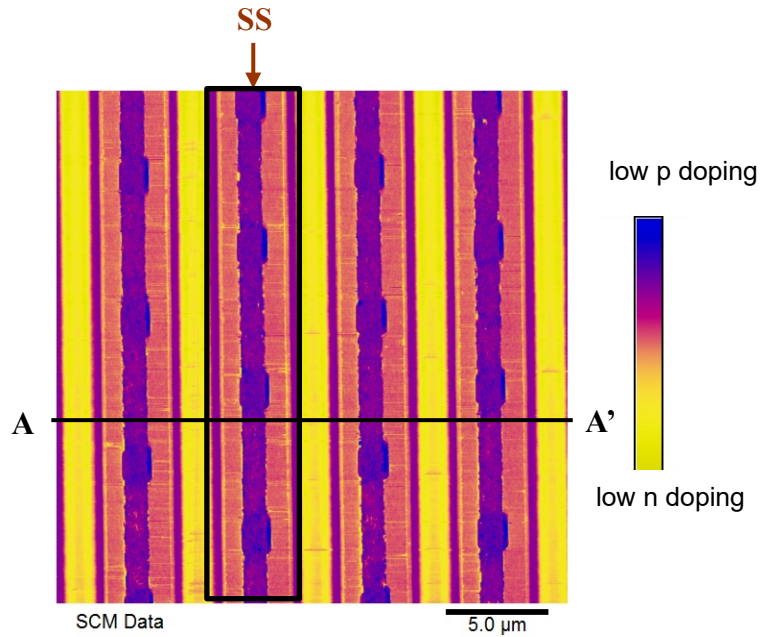 SS
low p doping
A
A’
low n doping
SCM Data
5.0 µm